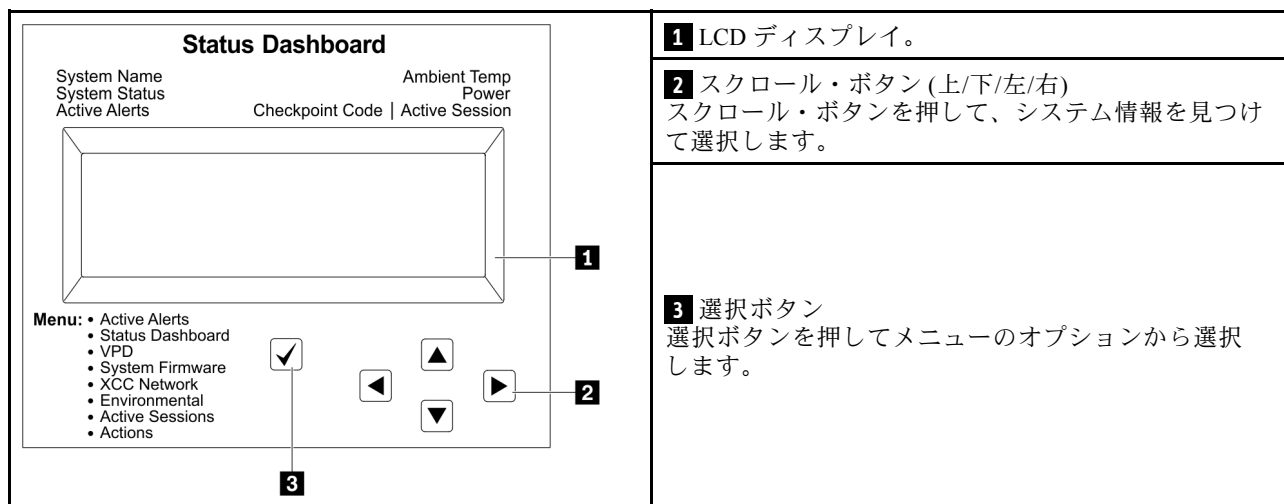 Status Dashboard
System Name
System Status
Active Alerts
Ambient Temp
Power
Checkpoint Code | Active Session
1
Menu: • Active Alerts
• Status Dashboard
• VPD
• System Firmware
• XCC Network
• Environmental
• Active Sessions
• Actions
2
3
1 LCD ディスプレイ。
2 スクロール・ボタン (上/下/左/右)
スクロール・ボタンを押して、システム情報を見つけ
て選択します。
3 選択ボタン
選択ボタンを押してメニューのオプションから選択
します。